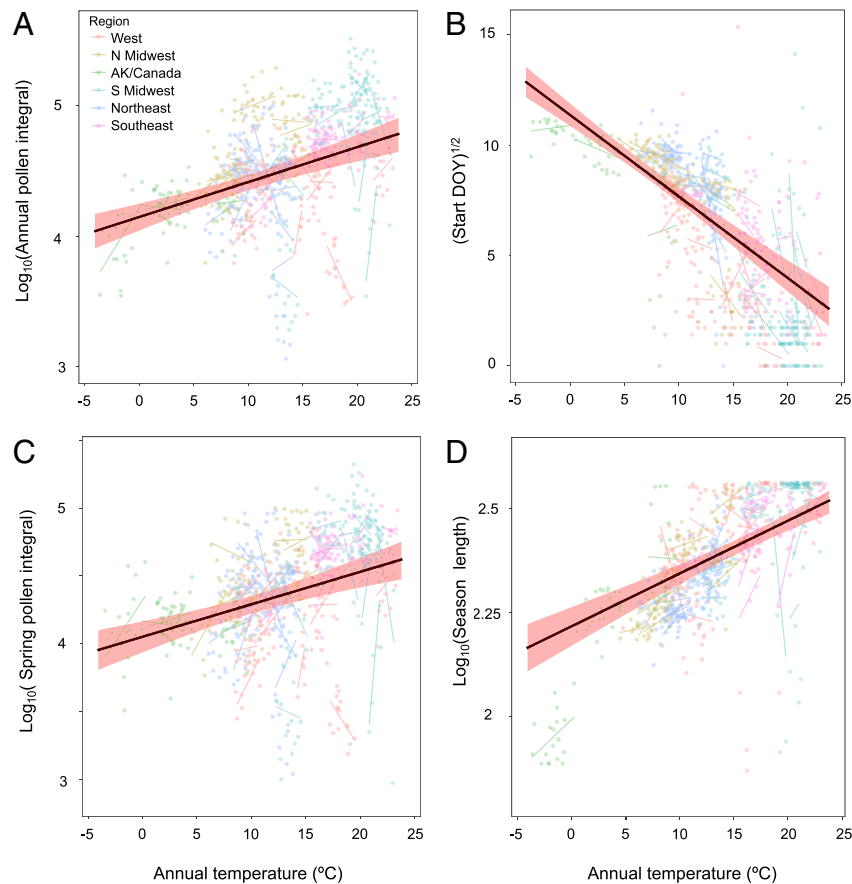 A
Region
West
N Midwest
AK/Canada
S Midwest
Northeast
Southeast
Log10(Annual pollen integral)
5
4
3
-5 0 5 10 15 20 25
B
(Start DOY)1/2
15
10
5
0
-5 0 5 10 15 20 25
C
Log10( Spring pollen integral)
5
4
3
-5 0 5 10 15 20 25
Annual temperature (ºC)
D
Log10(Season length)
2.5
2.25
2
-5 0 5 10 15 20 25
Annual temperature (ºC)